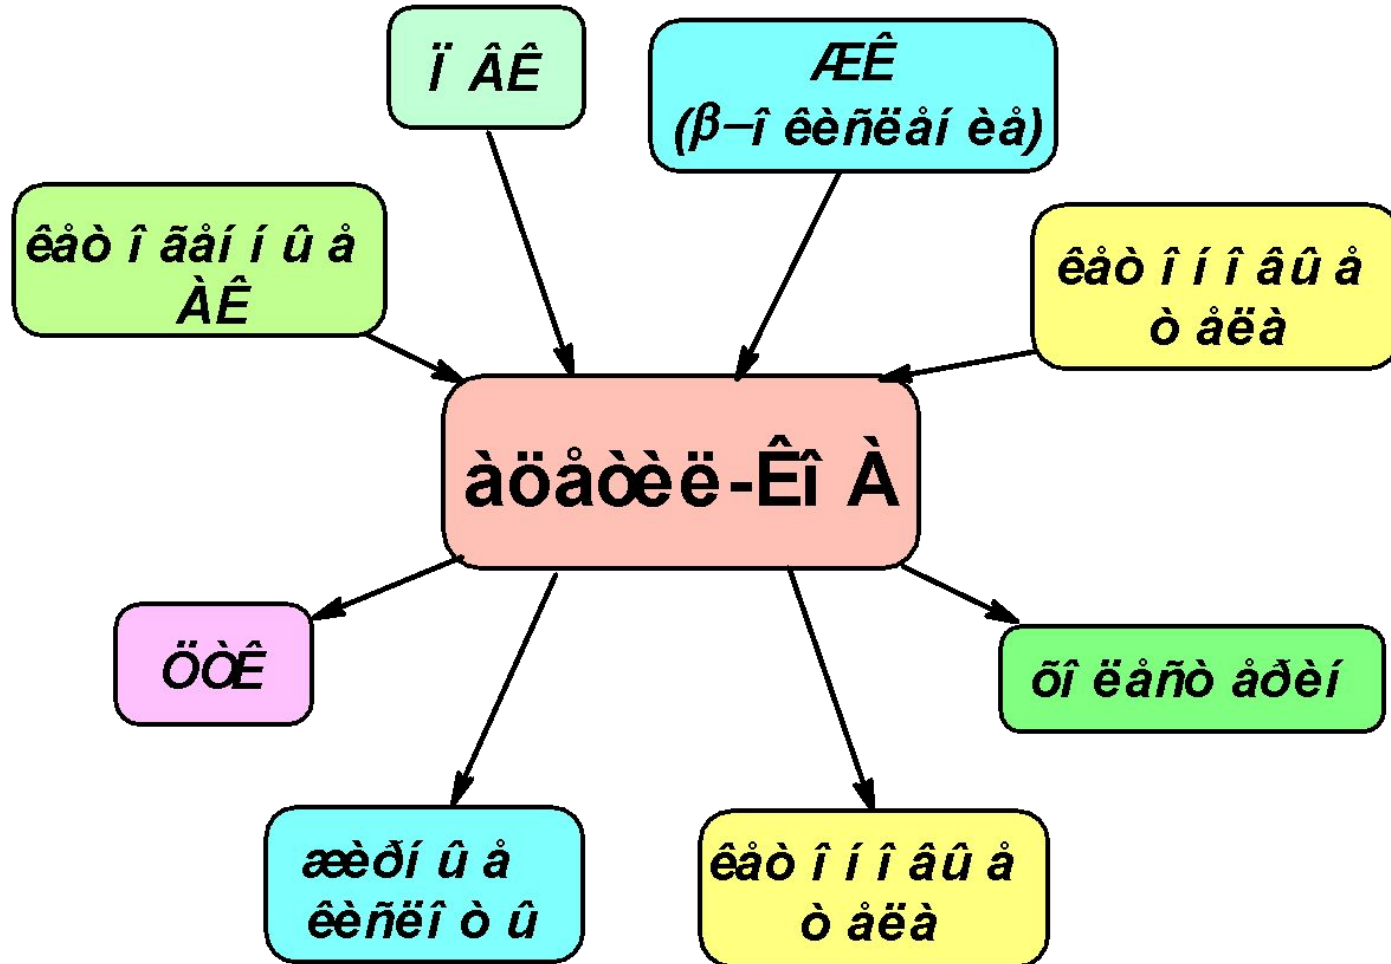 Ï ÂÊ
ÆÊ
(β–î êèñëåí èå)
êåò î ãåí í û å
ÀÊ
êåò î í î âû å
ò åëà
àöåòèë-Êî À
ÖÒÊ
õî ëåñò åðèí
æèðí û å
êèñëî ò û
êåò î í î âû å
ò åëà